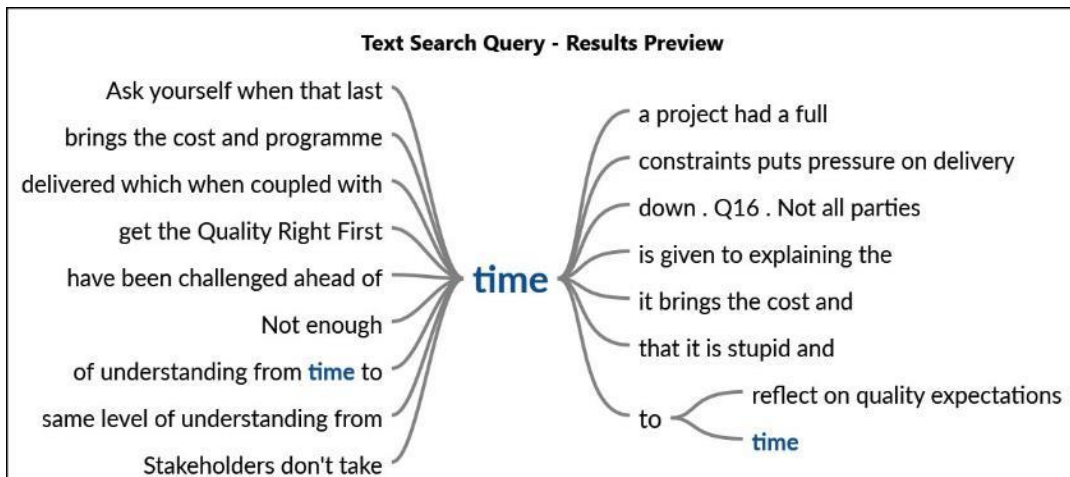 Text Search Query - Results Preview
Ask yourself when that last
brings the cost and programme
delivered which when coupled with
get the Quality Right First
have been challenged ahead of
Not enough
of understanding from time to
same level of understanding from
Stakeholders don't take
time
a project had a full
constraints puts pressure on delivery
down . Q16 . Not all parties
is given to explaining the
it brings the cost and
that it is stupid and
to
reflect on quality expectations
time